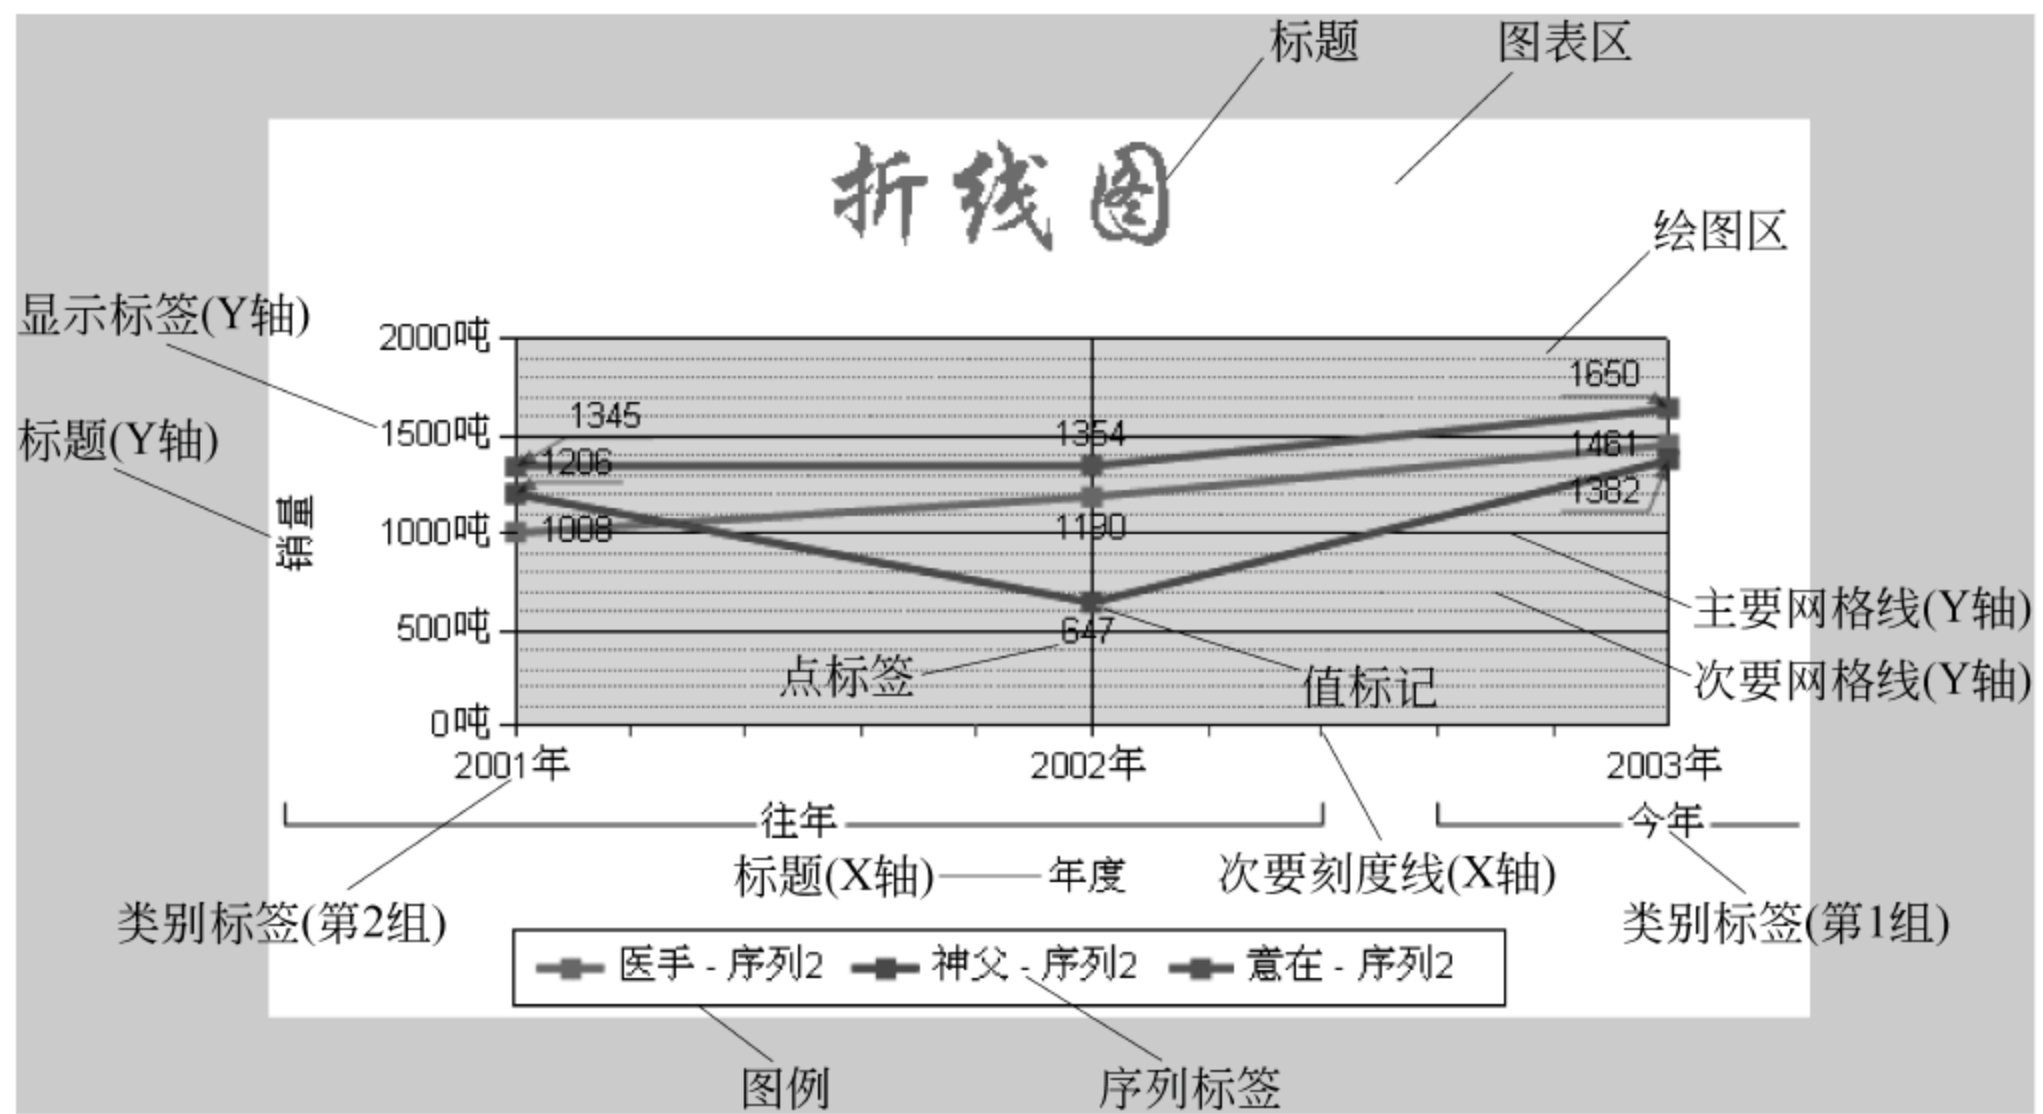 标题
图表区
折线图
绘图区
显示标签(Y轴)
2000吨
1650
1345
1500吨
1354
标题(Y轴)
1461
1206
1382
销量
1000吨
1008
1190
主要网格线(Y轴)
500吨
647
点标签
值标记
次要网格线(Y轴)
0吨
2001年
2002年
2003年
往年
今年
标题(X轴)
年度
次要刻度线(X轴)
类别标签(第2组)
类别标签(第1组)
医手 - 序列2
神父 - 序列2
意在 - 序列2
图例
序列标签